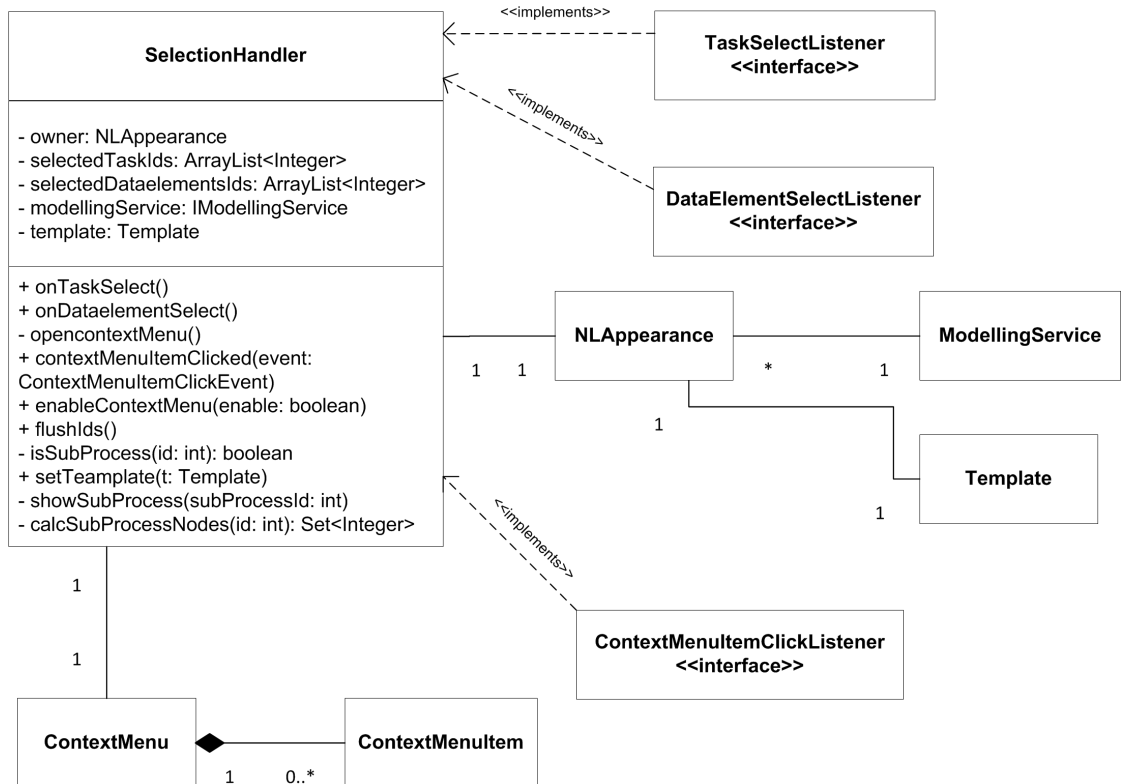 <<implements>>
SelectionHandler
TaskSelectListener
<<interface>>
- owner: NLAppearance
- selectedTaskIds: ArrayList<Integer>
- selectedDataelementsIds: ArrayList<Integer>
- modellingService: IModellingService
- template: Template
<<implements>>
DataElementSelectListener
<<interface>>
+ onTaskSelect()
+ onDataelementSelect()
- opencontextMenu()
+ contextMenuItemClicked(event:
ContextMenuItemClickEvent)
+ enableContextMenu(enable: boolean)
+ flushIds()
- isSubProcess(id: int): boolean
+ setTeamplate(t: Template)
- showSubProcess(subProcessId: int)
- calcSubProcessNodes(id: int): Set<Integer>
NLAppearance
ModellingService
1 1
* 1
1
Template
1
<<implements>>
ContextMenuItemClickListener
<<interface>>
1
1
ContextMenu
ContextMenuItem
1 0..*